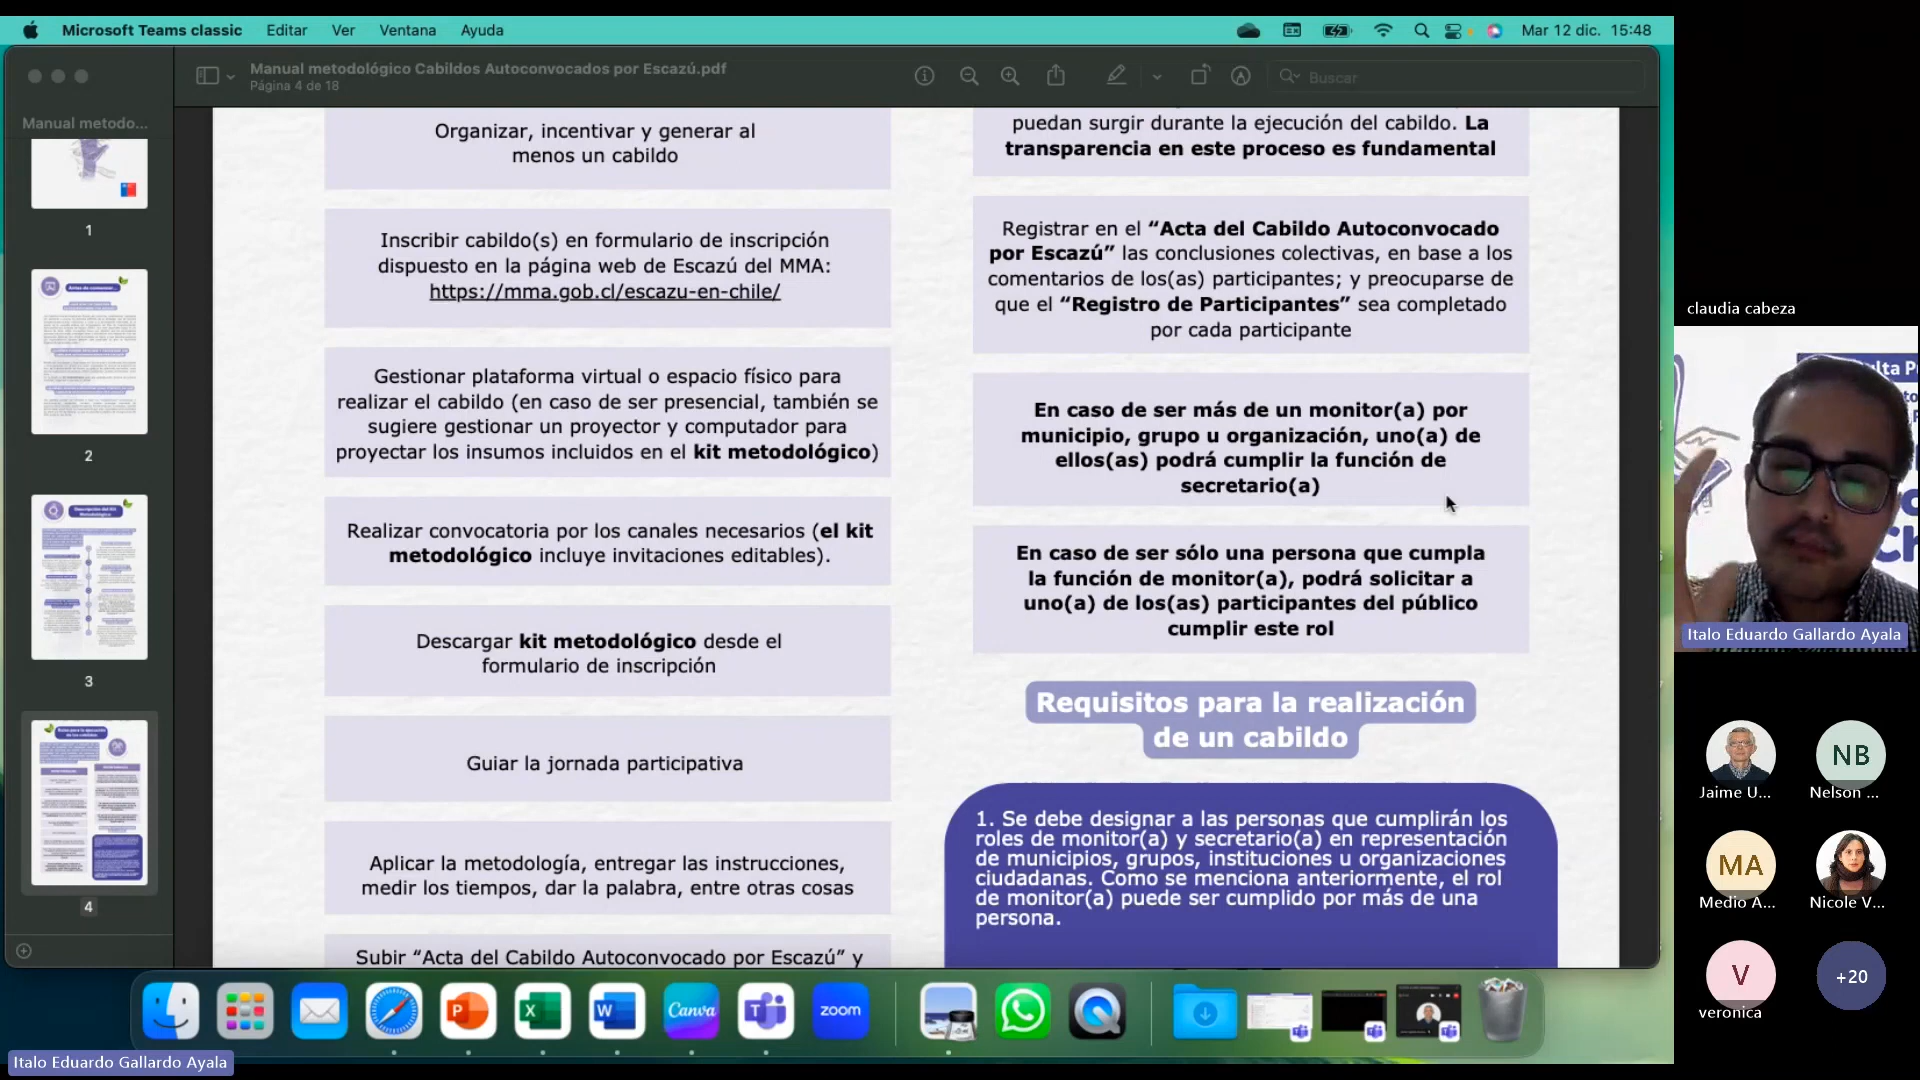 Microsoft Teams classic
Editar
Ver
Ventana
Ayuda
Mar 12 dic. 15:48
Manual metodológico Cabildos Autoconvocados por Escazú.pdf
Página 4 de 18
Buscar
Manual metodo...
1
2
3
4
Organizar, incentivar y generar al
menos un cabildo
Inscribir cabildo(s) en formulario de inscripción
dispuesto en la página web de Escazú del MMA:
https://mma.gob.cl/escazu-en-chile/
Gestionar plataforma virtual o espacio físico para
realizar el cabildo (en caso de ser presencial, también se
sugiere gestionar un proyector y computador para
proyectar los insumos incluidos en el kit metodológico)
Realizar convocatoria por los canales necesarios (el kit
metodológico incluye invitaciones editables).
Descargar kit metodológico desde el
formulario de inscripción
Guiar la jornada participativa
Aplicar la metodología, entregar las instrucciones,
medir los tiempos, dar la palabra, entre otras cosas
Subir “Acta del Cabildo Autoconvocado por Escazú” y
puedan surgir durante la ejecución del cabildo. La
transparencia en este proceso es fundamental
Registrar en el “Acta del Cabildo Autoconvocado
por Escazú” las conclusiones colectivas, en base a los
comentarios de los(as) participantes; y preocuparse de
que el “Registro de Participantes” sea completado
por cada participante
En caso de ser más de un monitor(a) por
municipio, grupo u organización, uno(a) de
ellos(as) podrá cumplir la función de
secretario(a)
En caso de ser sólo una persona que cumpla
la función de monitor(a), podrá solicitar a
uno(a) de los(as) participantes del público
cumplir este rol
Requisitos para la realización
de un cabildo
1. Se debe designar a las personas que cumplirán los
roles de monitor(a) y secretario(a) en representación
de municipios, grupos, instituciones u organizaciones
ciudadanas. Como se menciona anteriormente, el rol
de monitor(a) puede ser cumplido por más de una
persona.
Canva
zoom
Italo Eduardo Gallardo Ayala
claudia cabeza
Italo Eduardo Gallardo Ayala
Jaime U...
NB
Nelson ...
MA
Medio A...
Nicole V...
V
veronica
+20